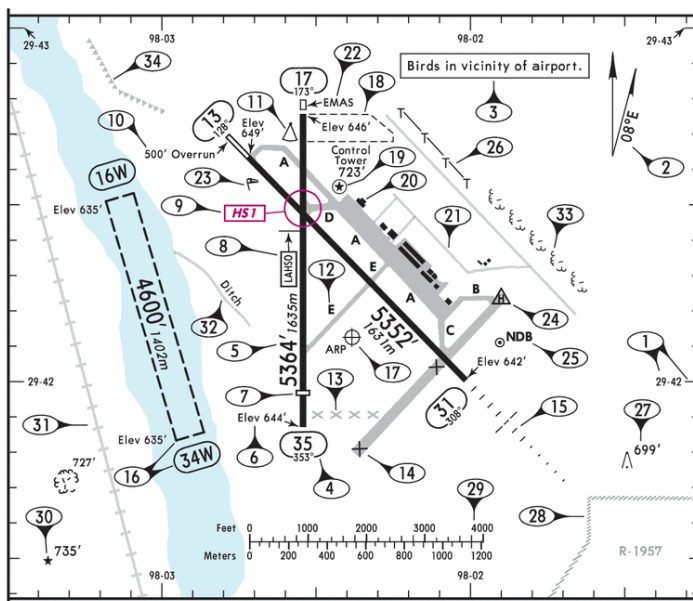 98-03
98-02
29-43
29-43
34
22
17
173°
18
Birds in vicinity of airport.
11
EMAS
3
13
128°
Elev 646'
10
Elev 649'
08°E
500' Overrun
Control
Tower 723'
26
2
A
19
16W
23
20
9
HS1
D
33
Elev 635'
21
A
8
LAHSO
12
E
B
H
4600'
1402m
Ditch
A
5352'
1631m
24
32
E
C
1
5
5364'
1635m
ARP
NDB
17
25
Elev 642'
29-42
29-42
7
13
31
308°
15
27
31
Elev 644'
699'
Elev 635'
35
353°
6
14
16
34W
4
727'
29
30
28
Feet
0
1000
2000
3000
4000
735'
Meters
0
200
400
600
800
1000
1200
R-1957
98-03
98-02